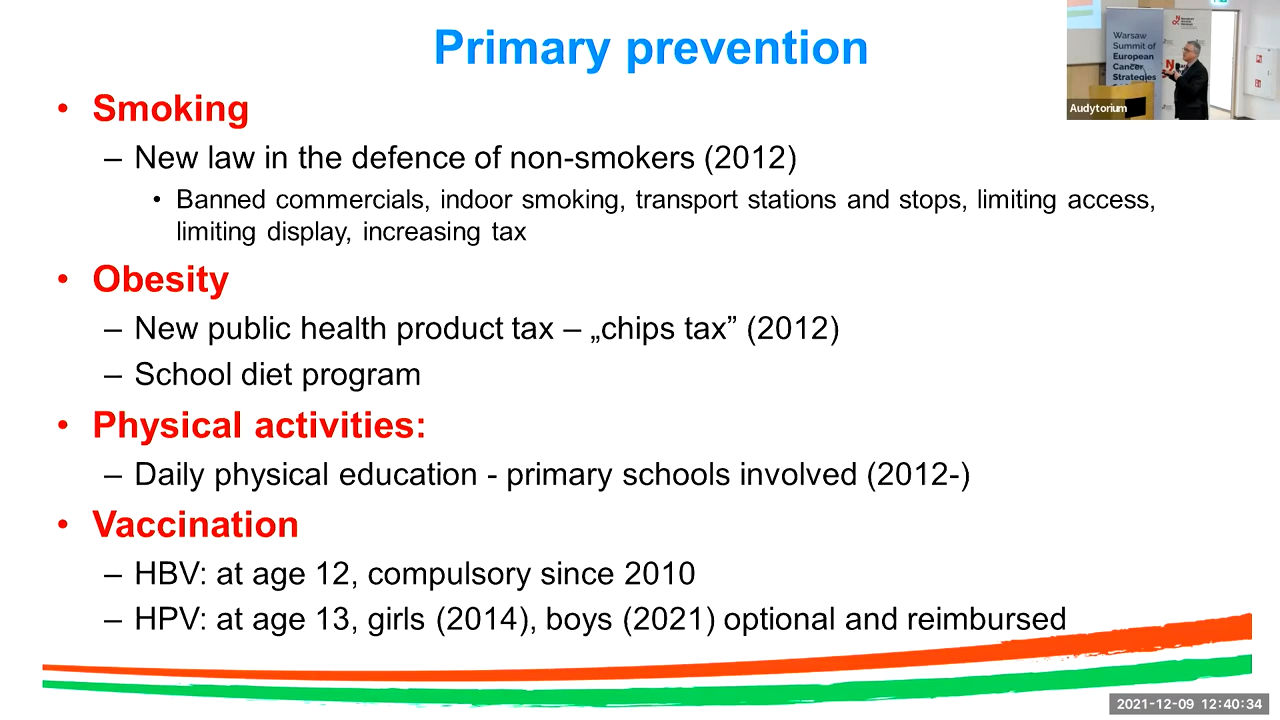 Primary prevention
• Smoking
– New law in the defence of non-smokers (2012)
• Banned commercials, indoor smoking, transport stations and stops, limiting access,
limiting display, increasing tax
• Obesity
– New public health product tax – „chips tax” (2012)
– School diet program
• Physical activities:
– Daily physical education - primary schools involved (2012-)
• Vaccination
– HBV: at age 12, compulsory since 2010
– HPV: at age 13, girls (2014), boys (2021) optional and reimbursed
Warsaw
Summit of
European
Cancer
Strategies
Audytorium
2021-12-09 12:40:34